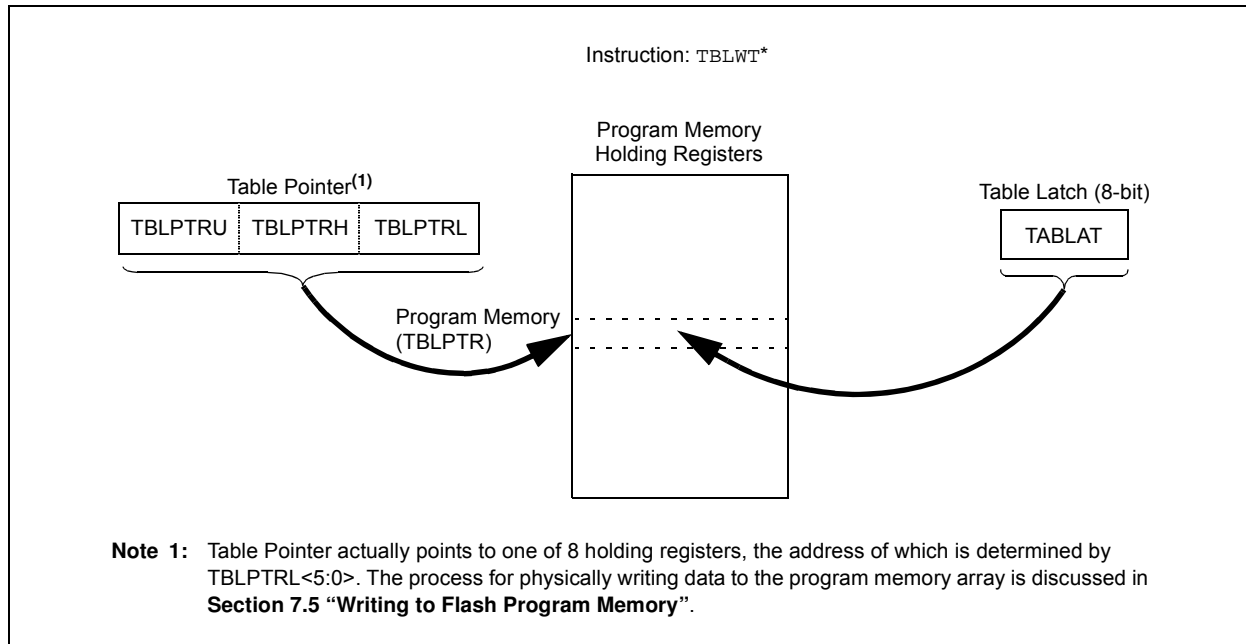 Instruction: TBLWT*
Program Memory
Holding Registers
Table Pointer(1)
TBLPTRU TBLPTRH TBLPTRL
Table Latch (8-bit)
TABLAT
Program Memory
(TBLPTR)
Note 1: Table Pointer actually points to one of 8 holding registers, the address of which is determined by
TBLPTRL<5:0>. The process for physically writing data to the program memory array is discussed in
Section 7.5 “Writing to Flash Program Memory”.